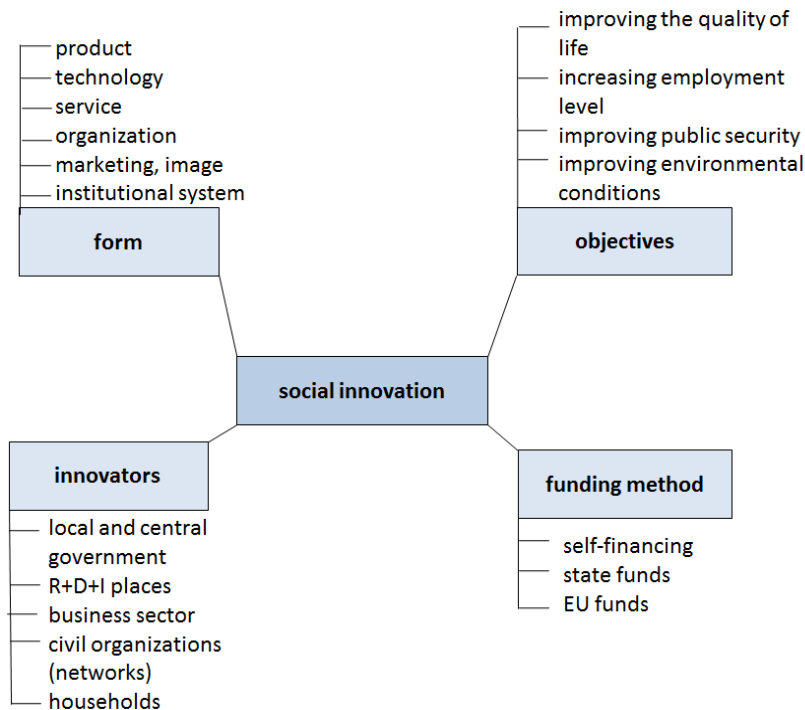 product
technology
service
organization
marketing, image
institutional system
form
improving the quality of
life
increasing employment
level
improving public security
improving environmental
conditions
objectives
social innovation
innovators
local and central
government
R+D+I places
business sector
civil organizations
(networks)
households
funding method
self-financing
state funds
EU funds